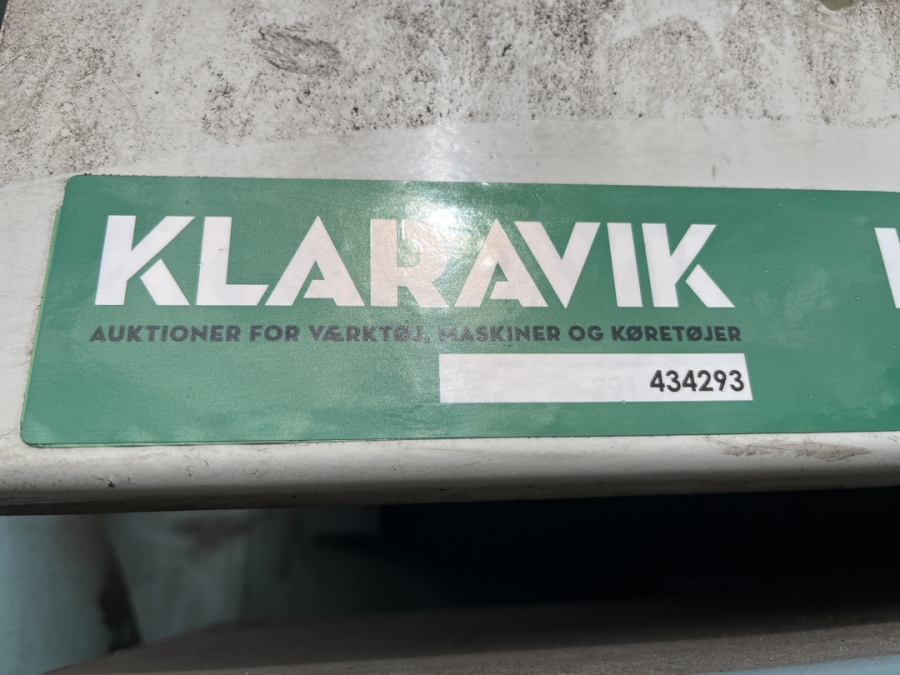 KLARAVIK
AUKTIONER FOR VÆRKTØJ, MASKINER OG KØRETØJER
434293